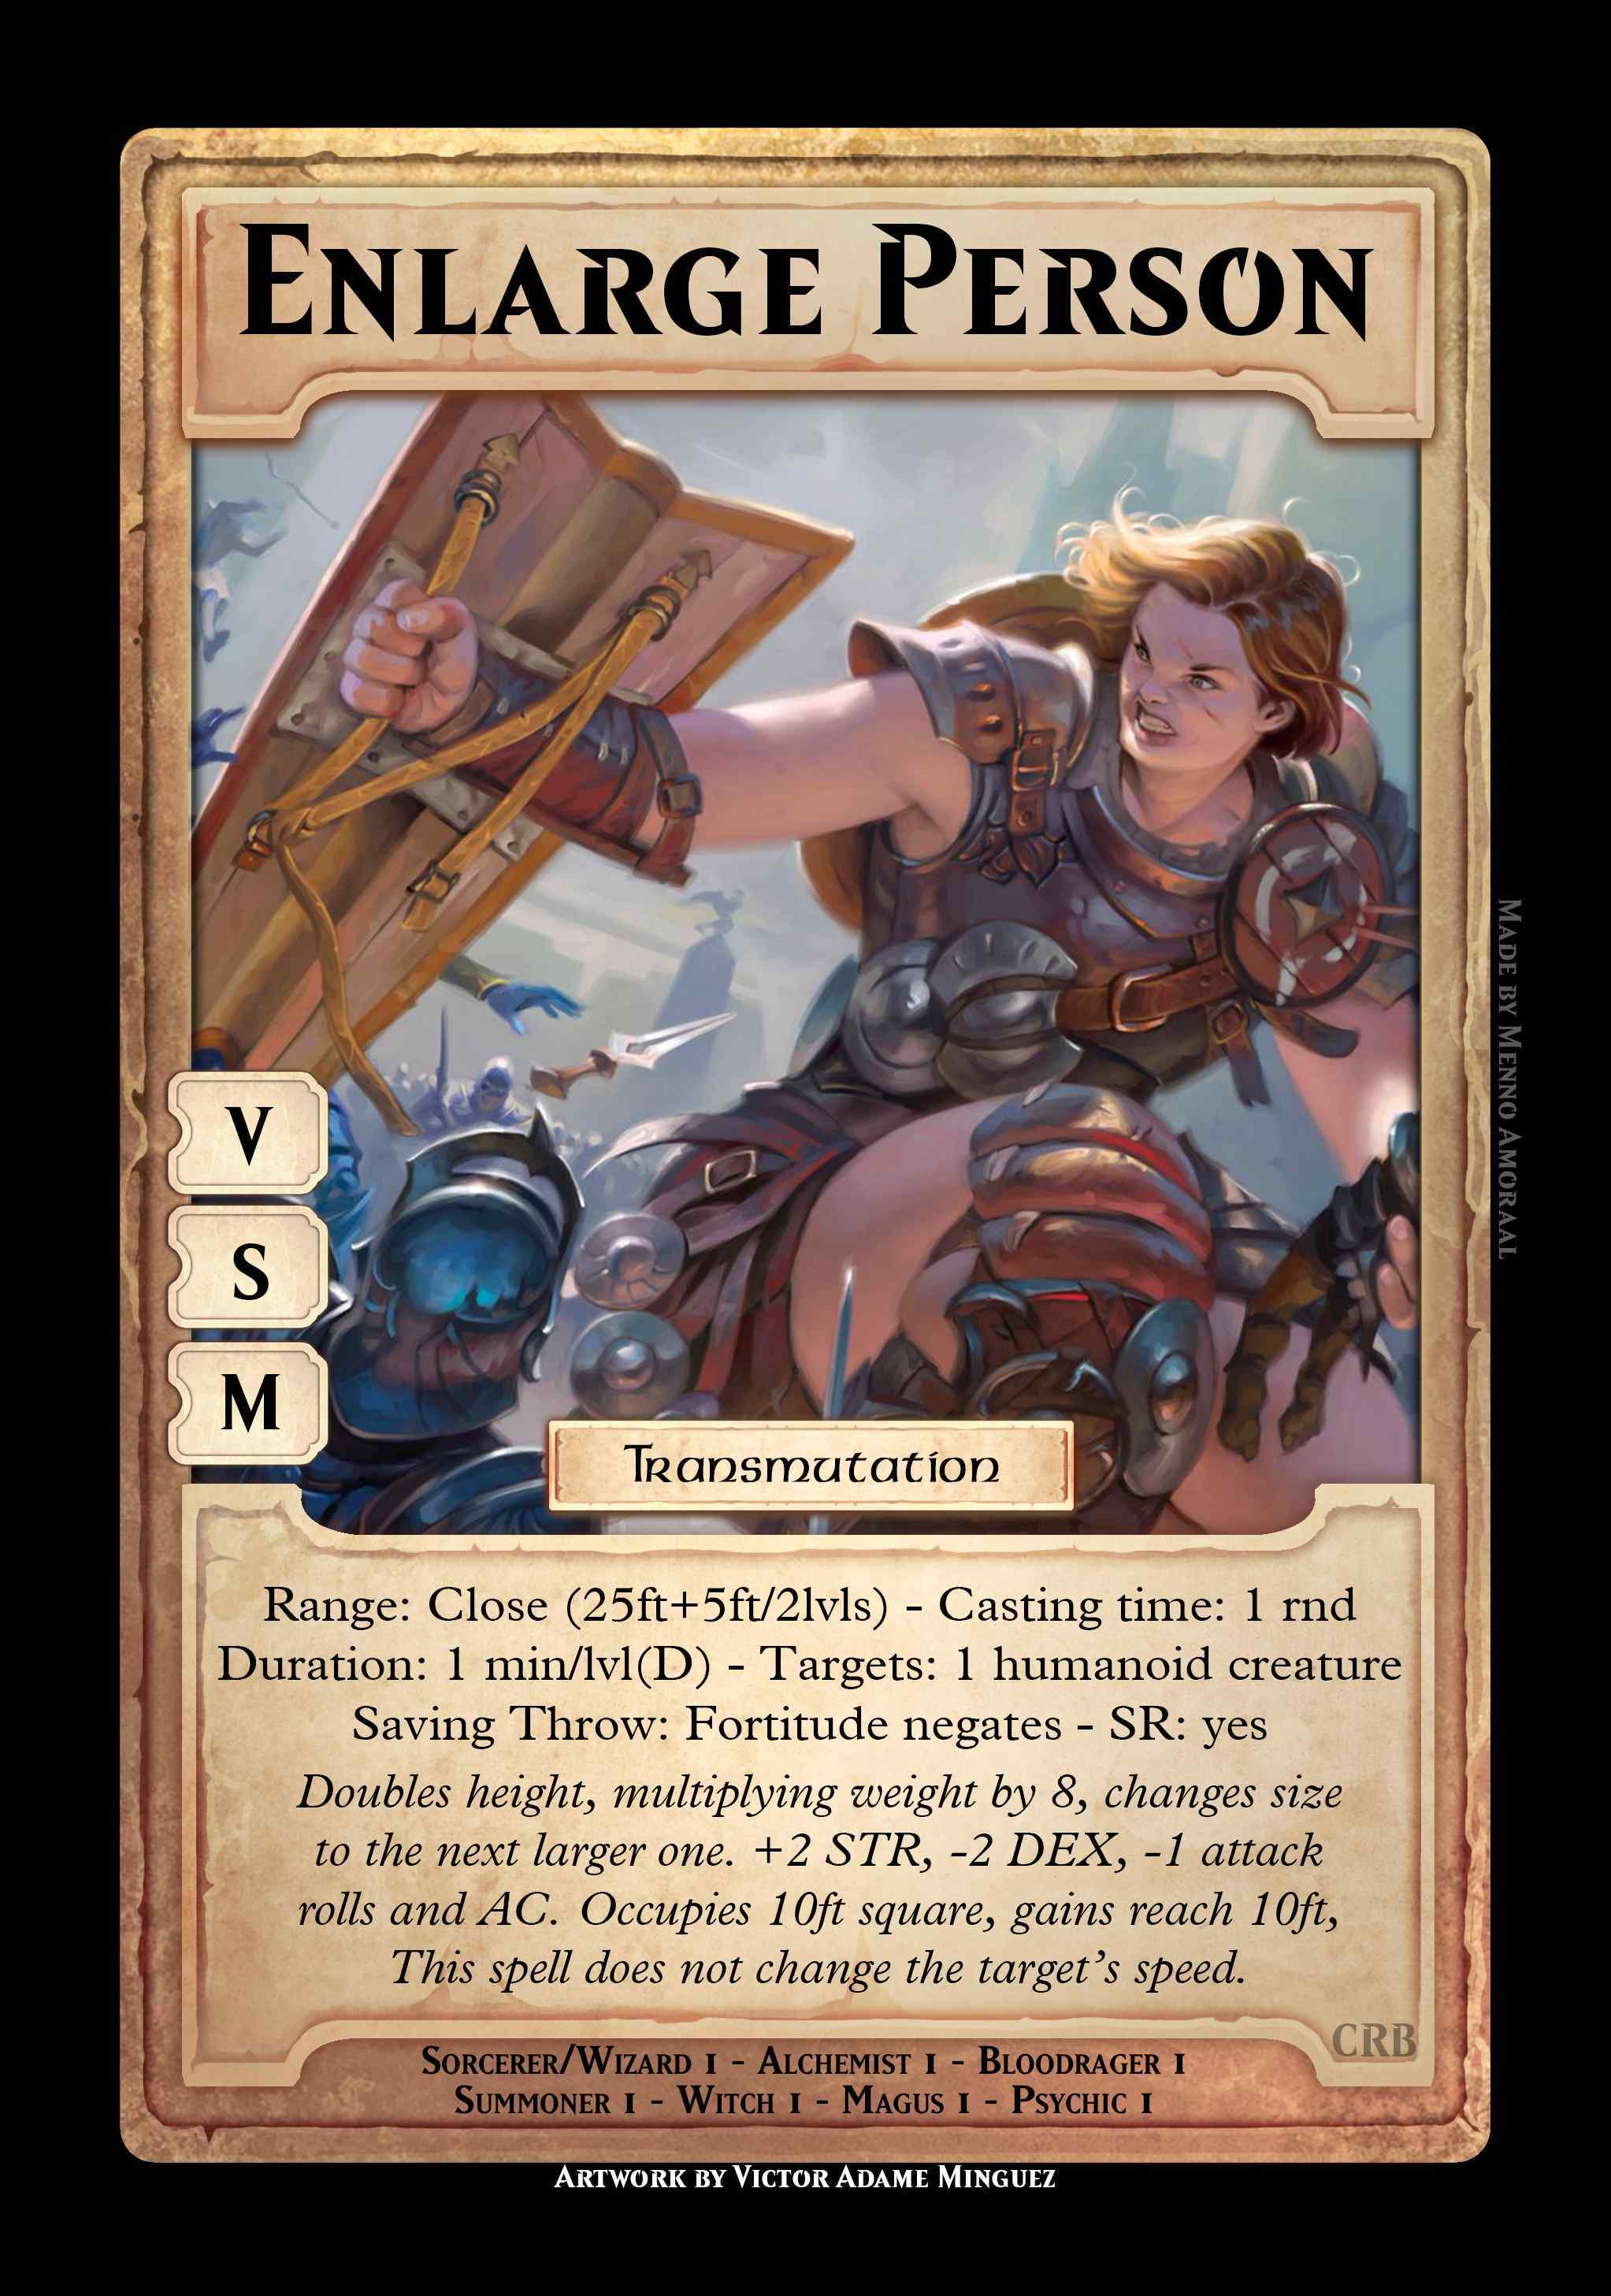 Enlarge Person
V
S
M
Transmutation
Range: Close (25ft+5ft/2lvls) - Casting time: 1 rnd
Duration: 1 min/lvl(D) - Targets: 1 humanoid creature
Saving Throw: Fortitude negates - SR: yes
Doubles height, multiplying weight by 8, changes size
to the next larger one. +2 STR, -2 DEX, -1 attack
rolls and AC. Occupies 10ft square, gains reach 10ft,
This spell does not change the target's speed.
CRB
Sorcerer/Wizard 1 - Alchemist 1 - Bloodrager 1
Summoner 1 - Witch 1 - Magus 1 - Psychic 1
Artwork by Victor Adame Minguez
Made by Menno Amoraal